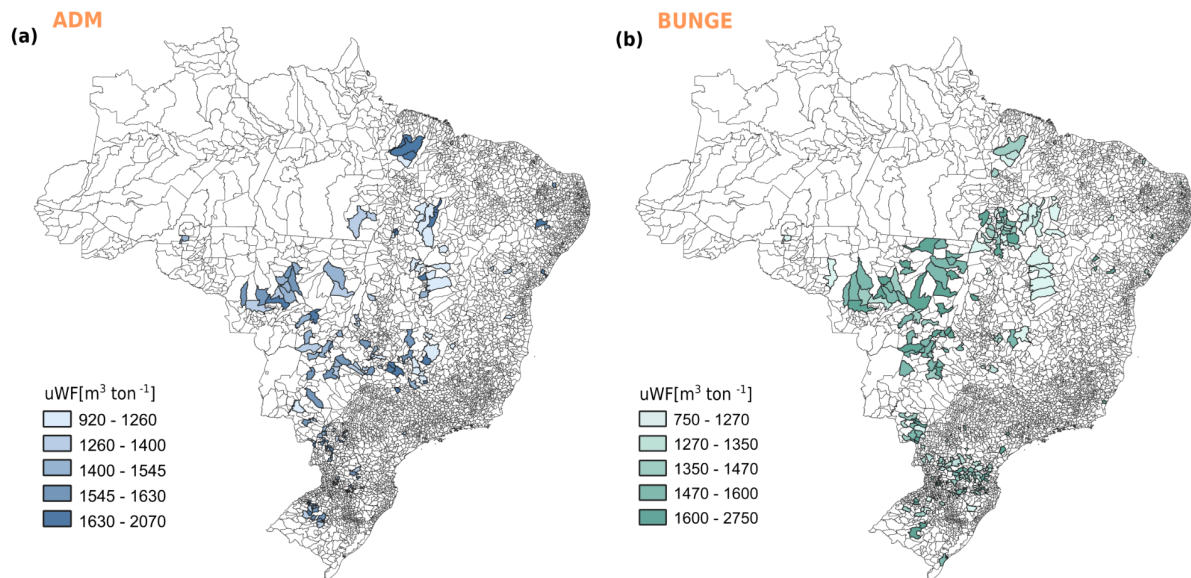 (a) ADM
uWF[m³ ton ⁻¹]
920 - 1260
1260 - 1400
1400 - 1545
1545 - 1630
1630 - 2070
(b) BUNGE
uWF[m³ ton ⁻¹]
750 - 1270
1270 - 1350
1350 - 1470
1470 - 1600
1600 - 2750